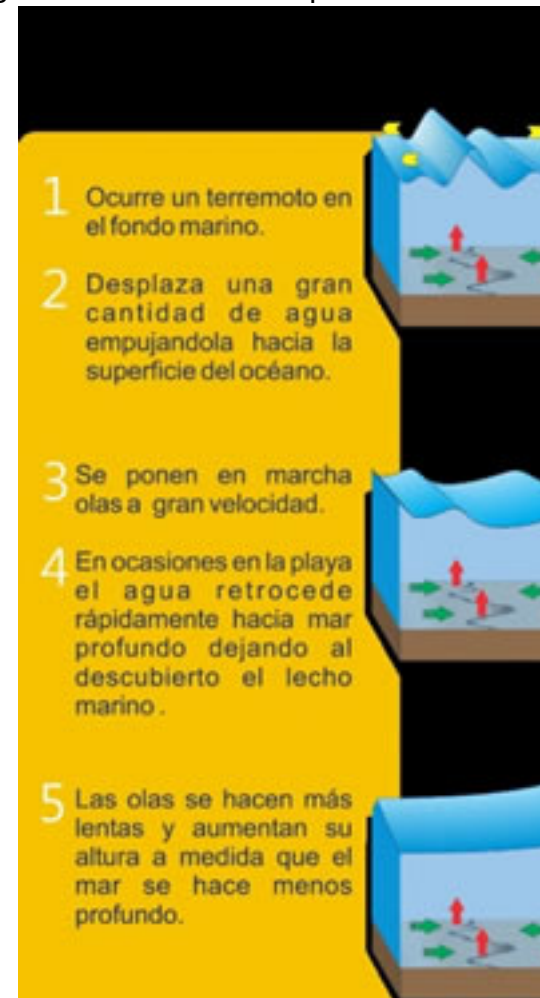 1 Ocurre un terremoto en
el fondo marino.
2 Desplaza una gran
cantidad de agua
empujandola hacia la
superficie del océano.
3 Se ponen en marcha
olas a gran velocidad.
4 En ocasiones en la playa
el agua retrocede
rápidamente hacia mar
profundo dejando al
descubierto el lecho
marino .
5 Las olas se hacen más
lentas y aumentan su
altura a medida que el
mar se hace menos
profundo.